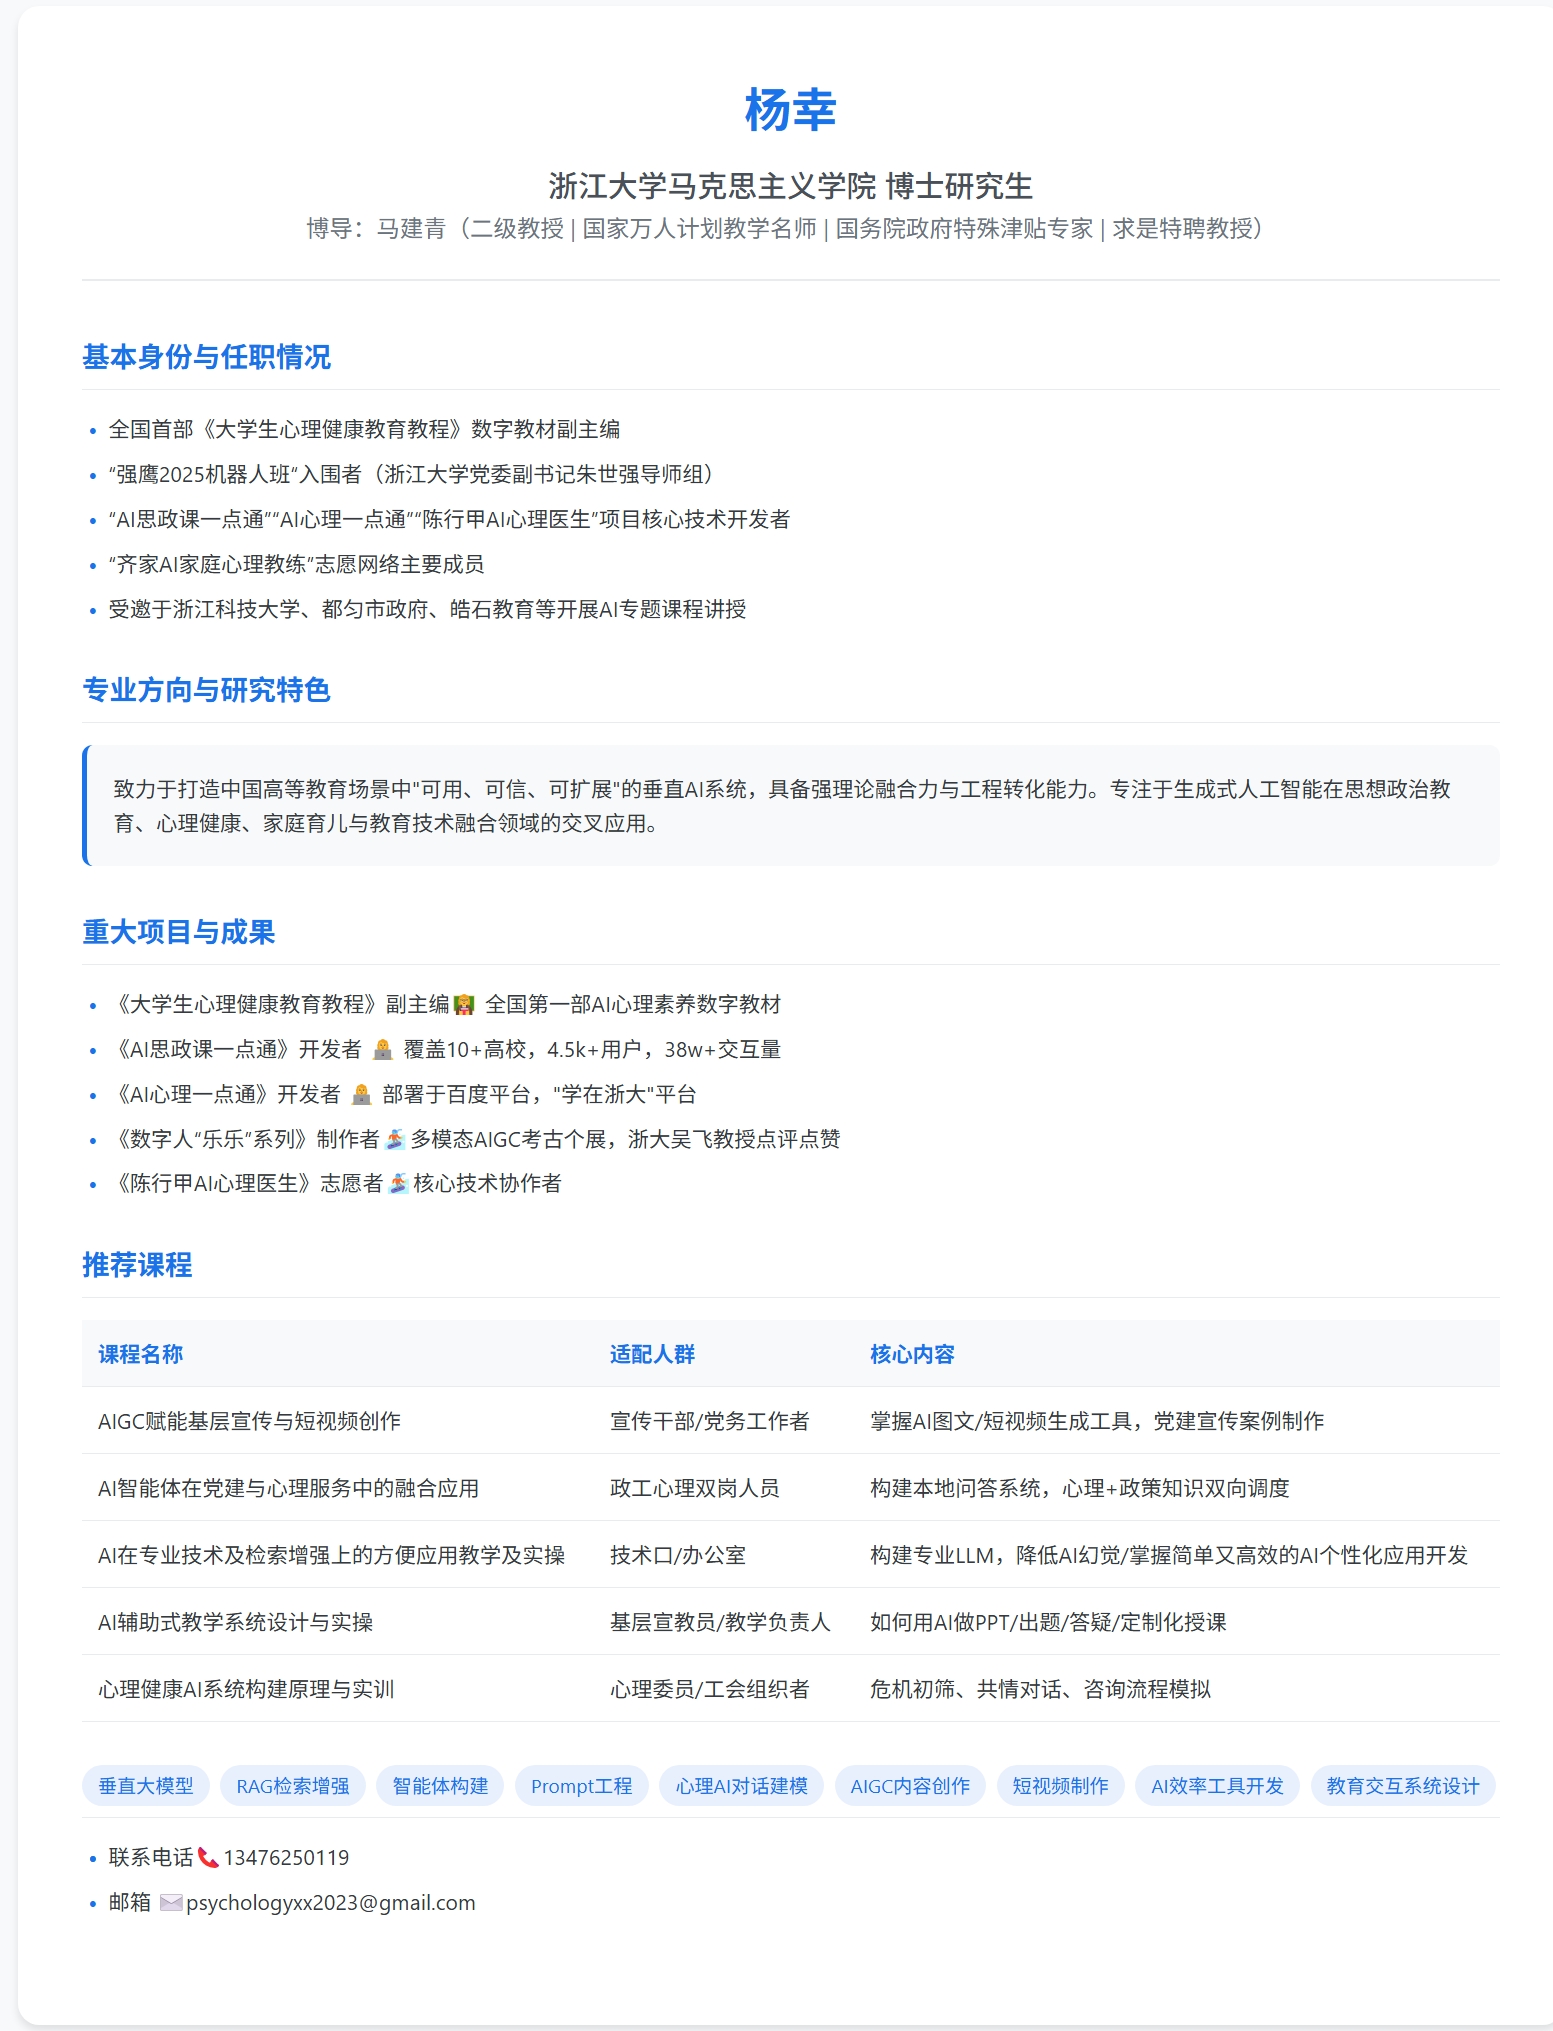 杨幸
浙江大学马克思主义学院 博士研究生
博导：马建青（二级教授 | 国家万人计划教学名师 | 国务院政府特殊津贴专家 | 求是特聘教授）
基本身份与任职情况
• 全国首部《大学生心理健康教育教程》数字教材副主编
• “强鹰2025机器人班“入围者（浙江大学党委副书记朱世强导师组）
• “AI思政课一点通”“AI心理一点通”“陈行甲AI心理医生”项目核心技术开发者
• “齐家AI家庭心理教练”志愿网络主要成员
• 受邀于浙江科技大学、都匀市政府、皓石教育等开展AI专题课程讲授
专业方向与研究特色
致力于打造中国高等教育场景中"可用、可信、可扩展"的垂直AI系统，具备强理论融合力与工程转化能力。专注于生成式人工智能在思想政治教
育、心理健康、家庭育儿与教育技术融合领域的交叉应用。
重大项目与成果
• 《大学生心理健康教育教程》副主编👩‍🏫 全国第一部AI心理素养数字教材
• 《AI思政课一点通》开发者 👩‍💻 覆盖10+高校，4.5k+用户，38w+交互量
• 《AI心理一点通》开发者 👩‍💻 部署于百度平台，"学在浙大"平台
• 《数字人“乐乐”系列》制作者🏂多模态AIGC考古个展，浙大吴飞教授点评点赞
• 《陈行甲AI心理医生》志愿者🏂核心技术协作者
推荐课程
课程名称 适配人群 核心内容
AIGC赋能基层宣传与短视频创作 宣传干部/党务工作者 掌握AI图文/短视频生成工具，党建宣传案例制作
AI智能体在党建与心理服务中的融合应用 政工心理双岗人员 构建本地问答系统，心理+政策知识双向调度
AI在专业技术及检索增强上的方便应用教学及实操 技术口/办公室 构建专业LLM，降低AI幻觉/掌握简单又高效的AI个性化应用开发
AI辅助式教学系统设计与实操 基层宣教员/教学负责人 如何用AI做PPT/出题/答疑/定制化授课
心理健康AI系统构建原理与实训 心理委员/工会组织者 危机初筛、共情对话、咨询流程模拟
垂直大模型 RAG检索增强 智能体构建 Prompt工程 心理AI对话建模 AIGC内容创作 短视频制作 AI效率工具开发 教育交互系统设计
• 联系电话📞13476250119
• 邮箱 ✉️psychologyxx2023@gmail.com